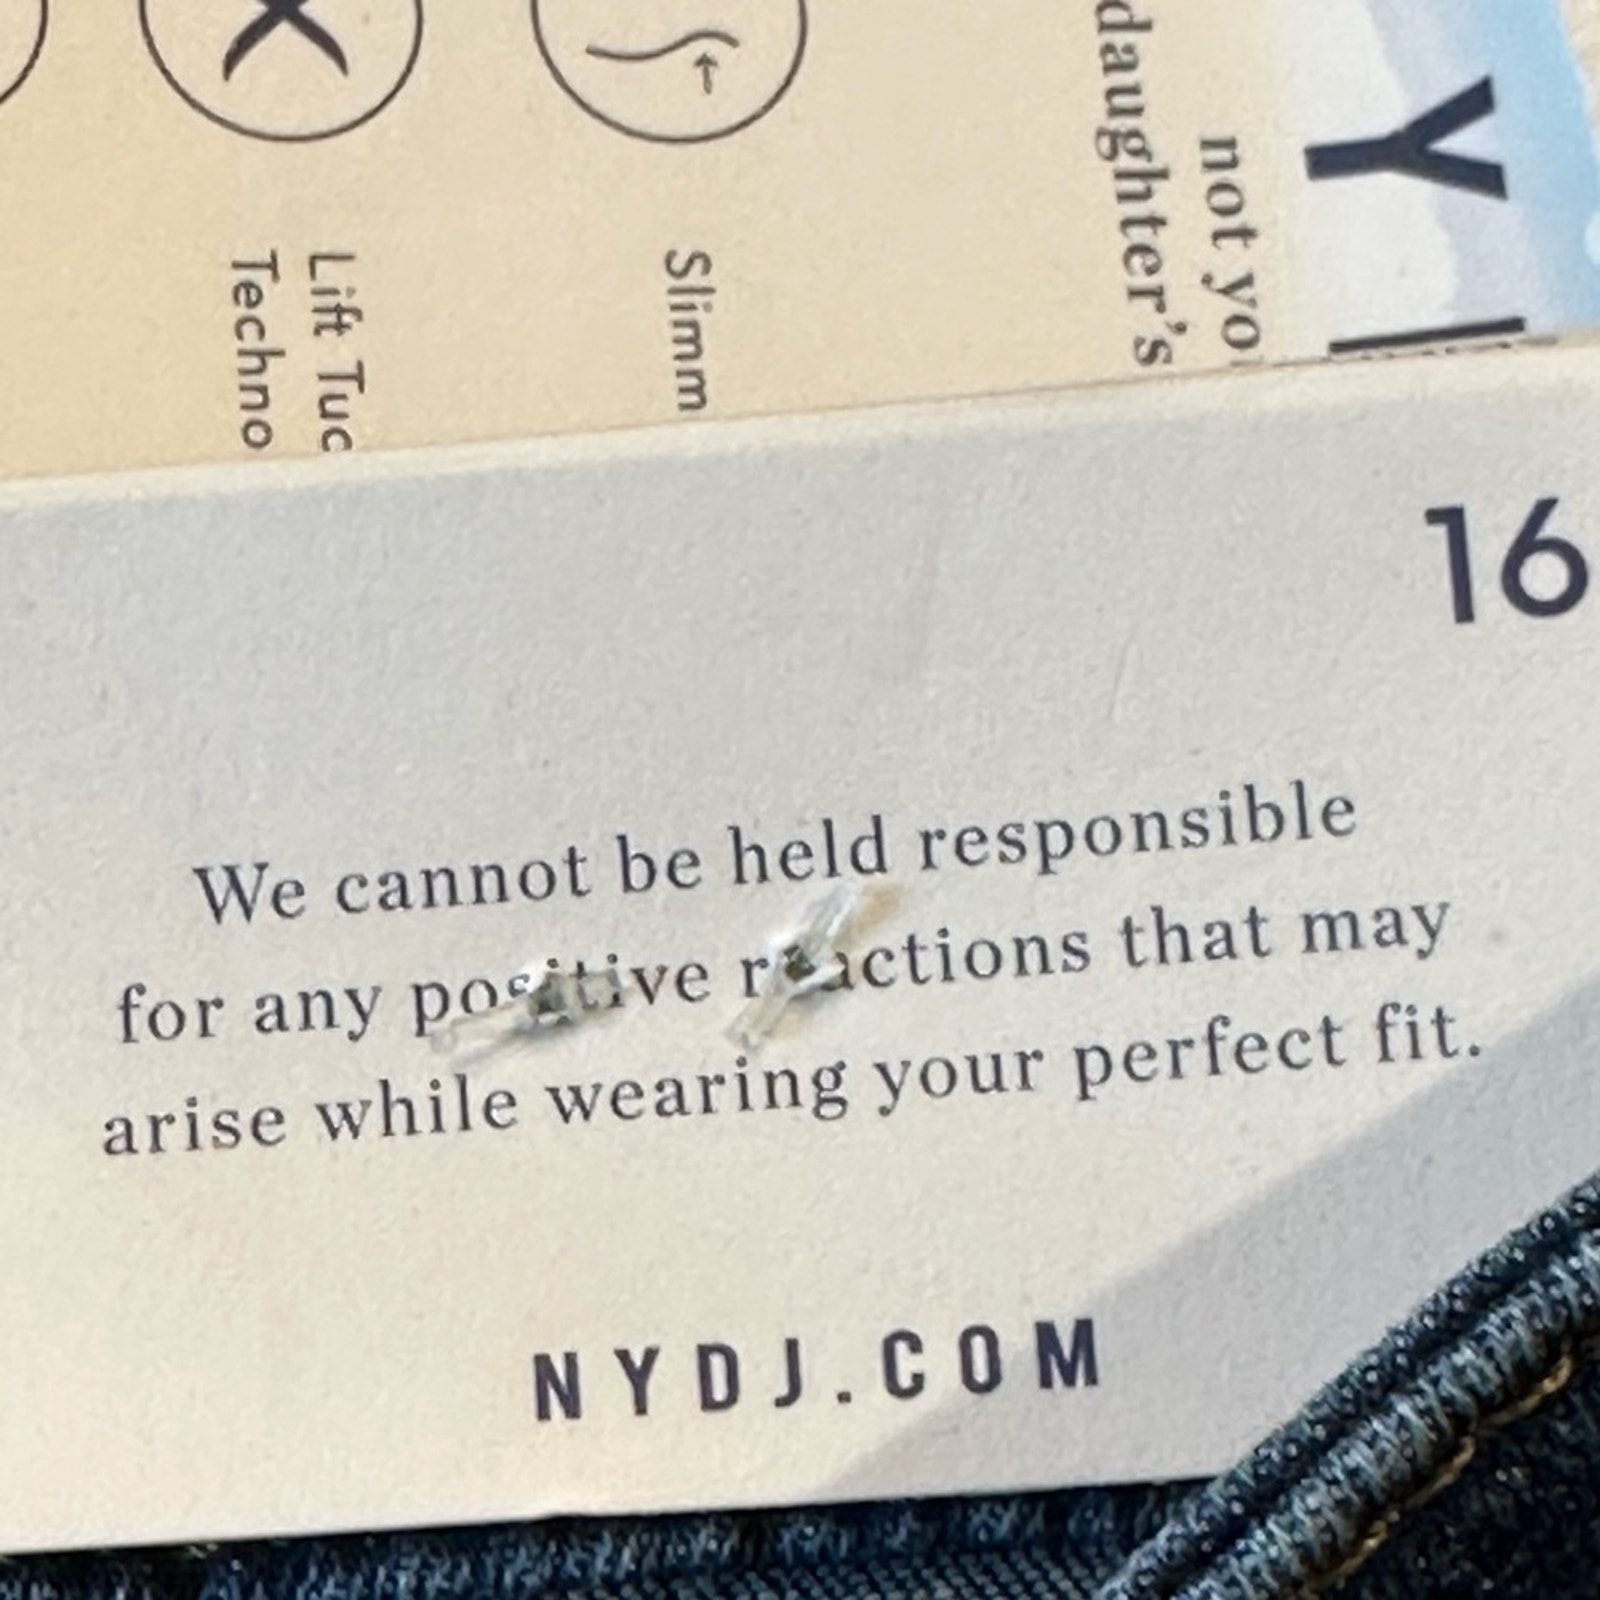 Y
not yo
daughter's
Slimm
Lift Tuc
Techno
16
We cannot be held responsible
for any positive reactions that may
arise while wearing your perfect fit.
NYDJ.COM